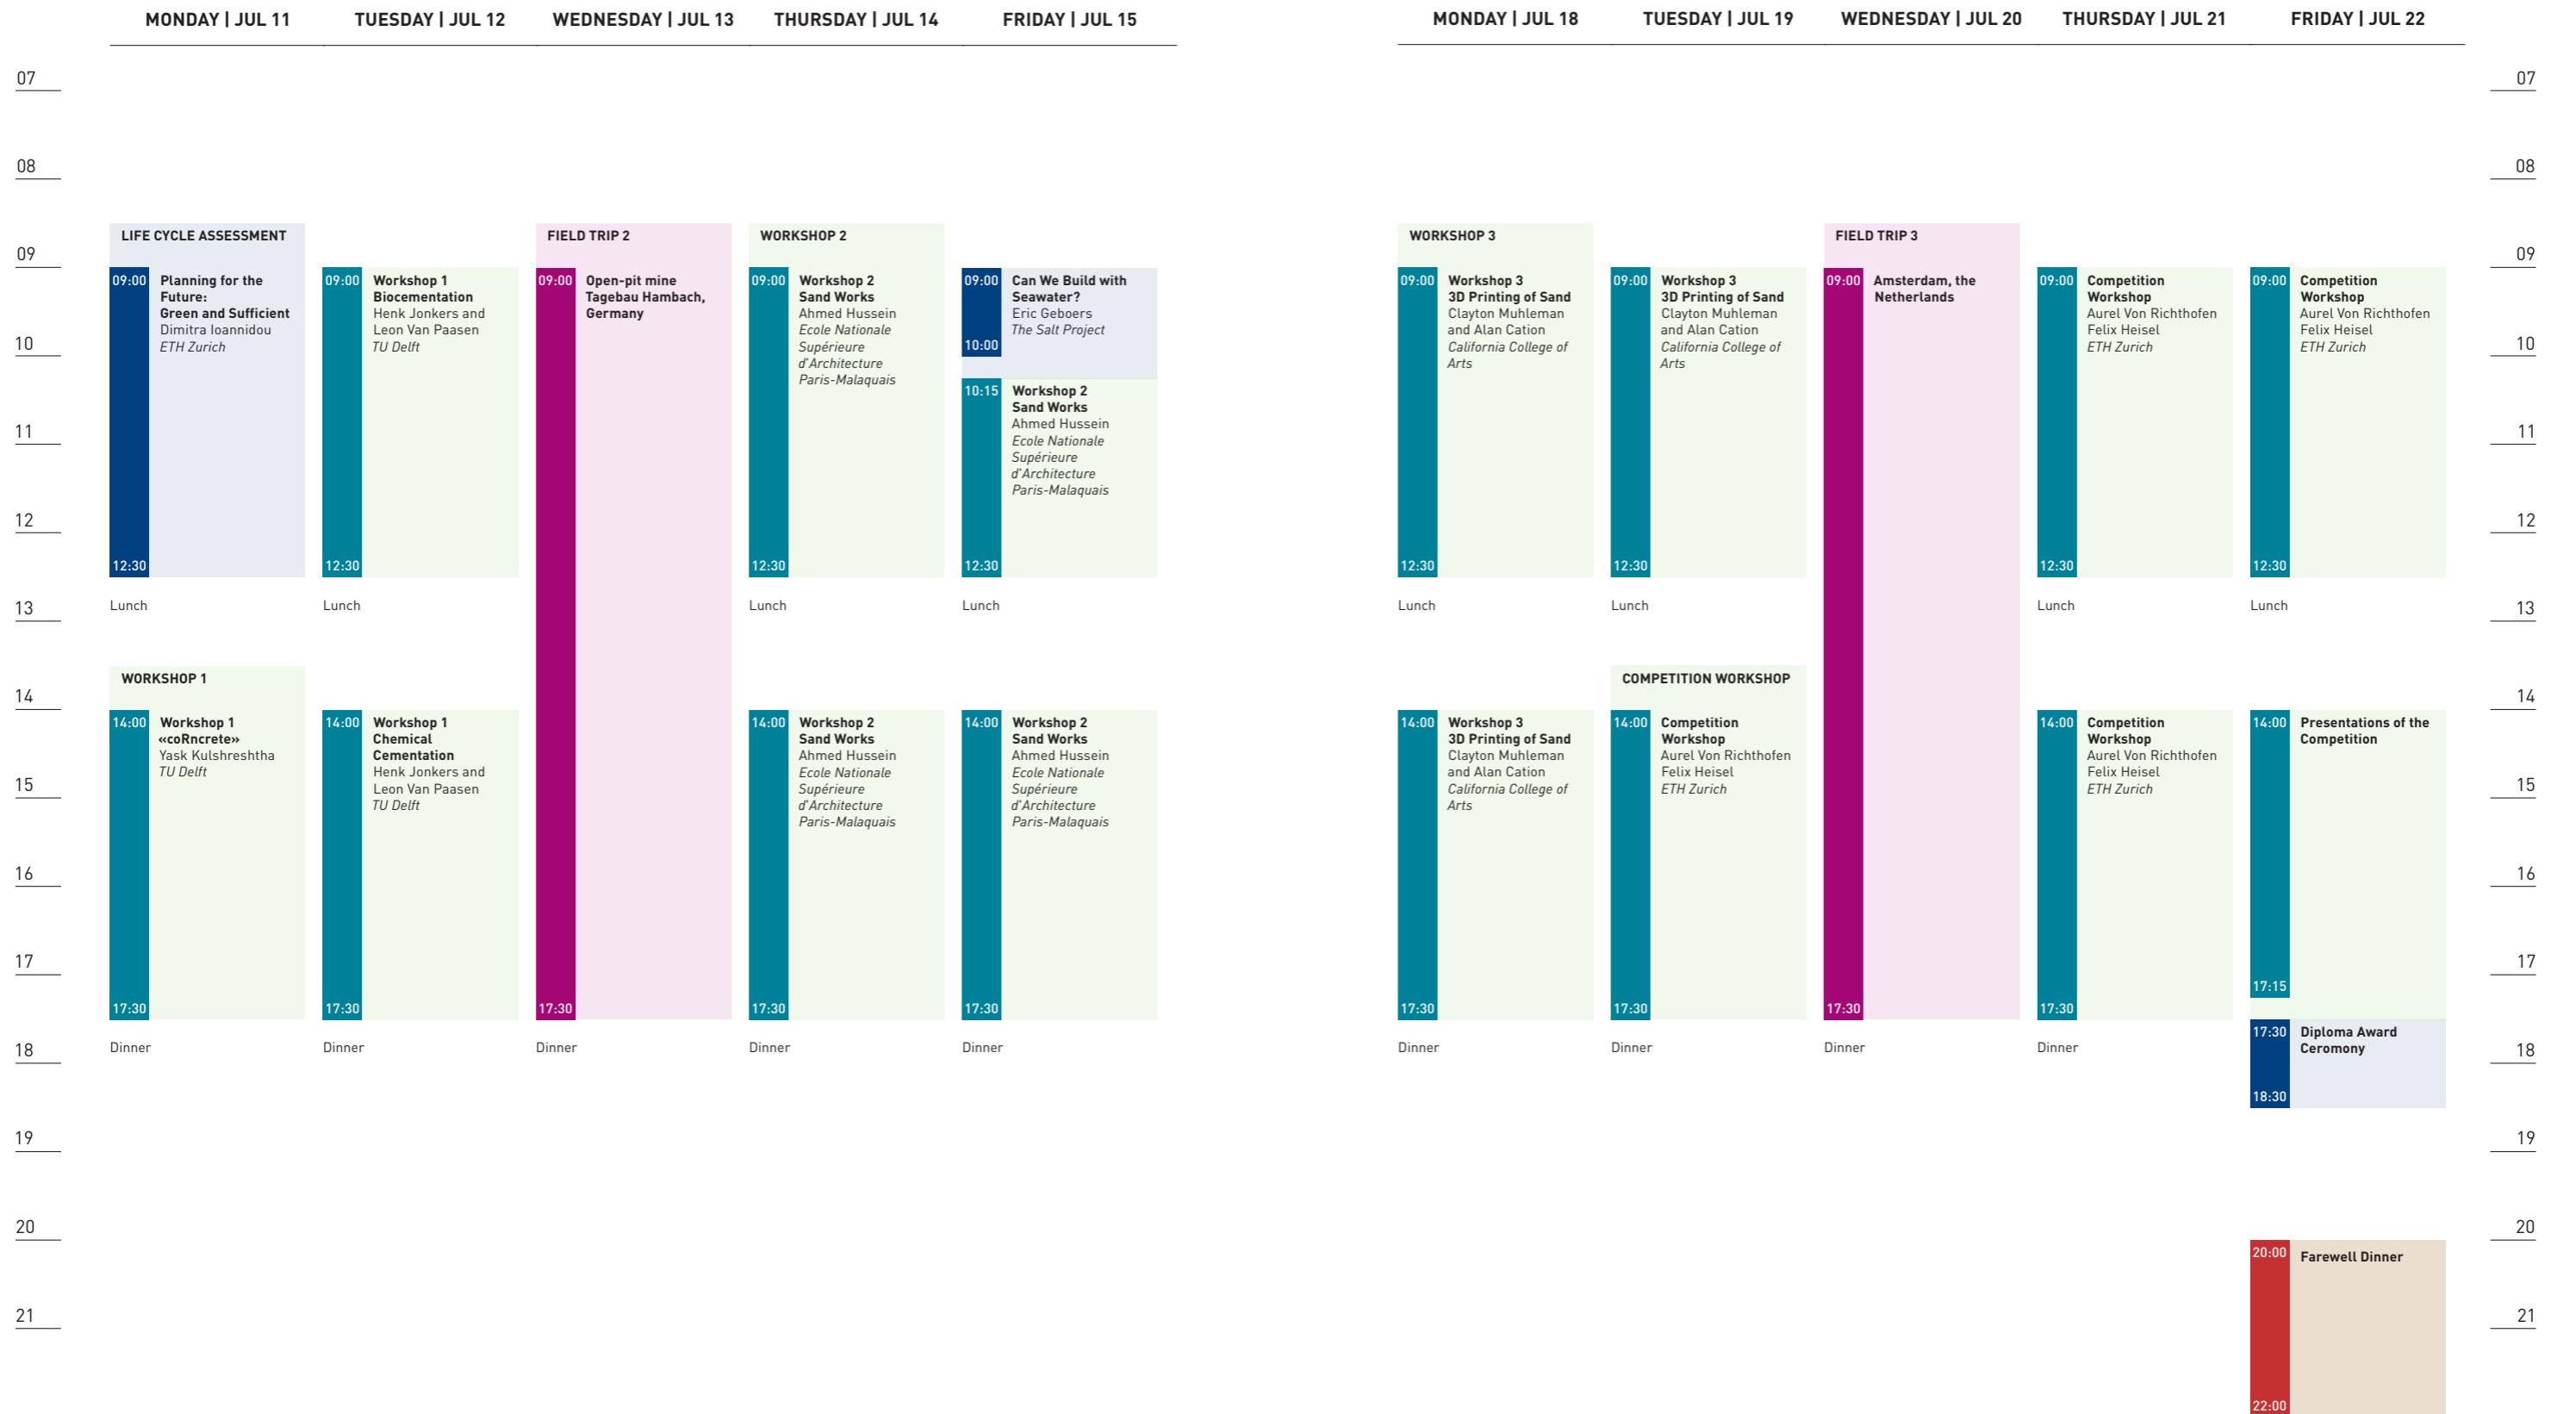 MONDAY | JUL 11
TUESDAY | JUL 12
WEDNESDAY | JUL 13
THURSDAY | JUL 14
FRIDAY | JUL 15
MONDAY | JUL 18
TUESDAY | JUL 19
WEDNESDAY | JUL 20
THURSDAY | JUL 21
FRIDAY | JUL 22
07
08
09
10
11
12
13
14
15
16
17
18
19
20
21
LIFE CYCLE ASSESSMENT
09:00
Planning for the
Future:
Green and Sufficient
Dimitra Ioannidou
ETH Zurich
12:30
Lunch
WORKSHOP 1
14:00
Workshop 1
«coRncrete»
Yask Kulshreshtha
TU Delft
17:30
Dinner
09:00
Workshop 1
Biocementation
Henk Jonkers and
Leon Van Paasen
TU Delft
12:30
Lunch
14:00
Workshop 1
Chemical
Cementation
Henk Jonkers and
Leon Van Paasen
TU Delft
17:30
Dinner
FIELD TRIP 2
09:00
Open-pit mine
Tagebau Hambach,
Germany
17:30
Dinner
WORKSHOP 2
09:00
Workshop 2
Sand Works
Ahmed Hussein
Ecole Nationale
Supérieure
d'Architecture
Paris-Malaquais
12:30
Lunch
14:00
Workshop 2
Sand Works
Ahmed Hussein
Ecole Nationale
Supérieure
d'Architecture
Paris-Malaquais
17:30
Dinner
09:00
Can We Build with
Seawater?
Eric Geboers
The Salt Project
10:00
10:15
Workshop 2
Sand Works
Ahmed Hussein
Ecole Nationale
Supérieure
d'Architecture
Paris-Malaquais
12:30
Lunch
14:00
Workshop 2
Sand Works
Ahmed Hussein
Ecole Nationale
Supérieure
d'Architecture
Paris-Malaquais
17:30
Dinner
WORKSHOP 3
09:00
Workshop 3
3D Printing of Sand
Clayton Muhleman
and Alan Cation
California College of
Arts
12:30
Lunch
14:00
Workshop 3
3D Printing of Sand
Clayton Muhleman
and Alan Cation
California College of
Arts
17:30
Dinner
09:00
Workshop 3
3D Printing of Sand
Clayton Muhleman
and Alan Cation
California College of
Arts
12:30
Lunch
COMPETITION WORKSHOP
14:00
Competition
Workshop
Aurel Von Richthofen
Felix Heisel
ETH Zurich
17:30
Dinner
FIELD TRIP 3
09:00
Amsterdam, the
Netherlands
17:30
Dinner
09:00
Competition
Workshop
Aurel Von Richthofen
Felix Heisel
ETH Zurich
12:30
Lunch
14:00
Competition
Workshop
Aurel Von Richthofen
Felix Heisel
ETH Zurich
17:30
Dinner
09:00
Competition
Workshop
Aurel Von Richthofen
Felix Heisel
ETH Zurich
12:30
Lunch
14:00
Presentations of the
Competition
17:15
17:30
Diploma Award
Ceromony
18:30
20:00
Farewell Dinner
22:00
07
08
09
10
11
12
13
14
15
16
17
18
19
20
21